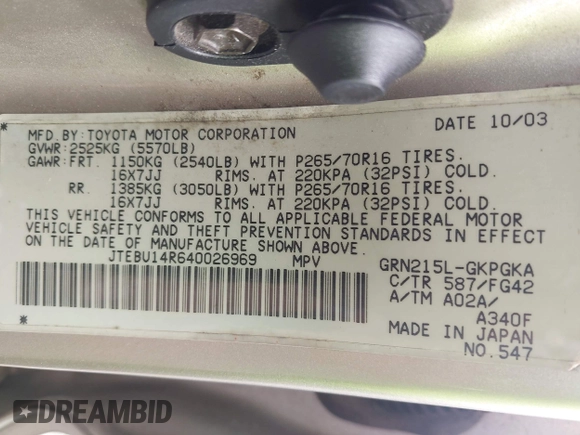 MFD. BY: TOYOTA MOTOR CORPORATION DATE 10/03
GVWR: 2525KG (5570LB)
GAWR: FRT. 1150KG (2540LB) WITH P265/70R16 TIRES.
16X7JJ RIMS. AT 220KPA (32PSI) COLD.
RR. 1385KG (3050LB) WITH P265/70R16 TIRES.
16X7JJ RIMS. AT 220KPA (32PSI) COLD.
THIS VEHICLE CONFORMS TO ALL APPLICABLE FEDERAL MOTOR
VEHICLE SAFETY AND THEFT PREVENTION STANDARDS IN EFFECT
ON THE DATE OF MANUFACTURE SHOWN ABOVE.
JTEBU14R640026969 MPV GRN215L-GKPGKA
C/TR 587/FG42
A/TM A02A/
A340F
MADE IN JAPAN
NO.547
DREAMBID